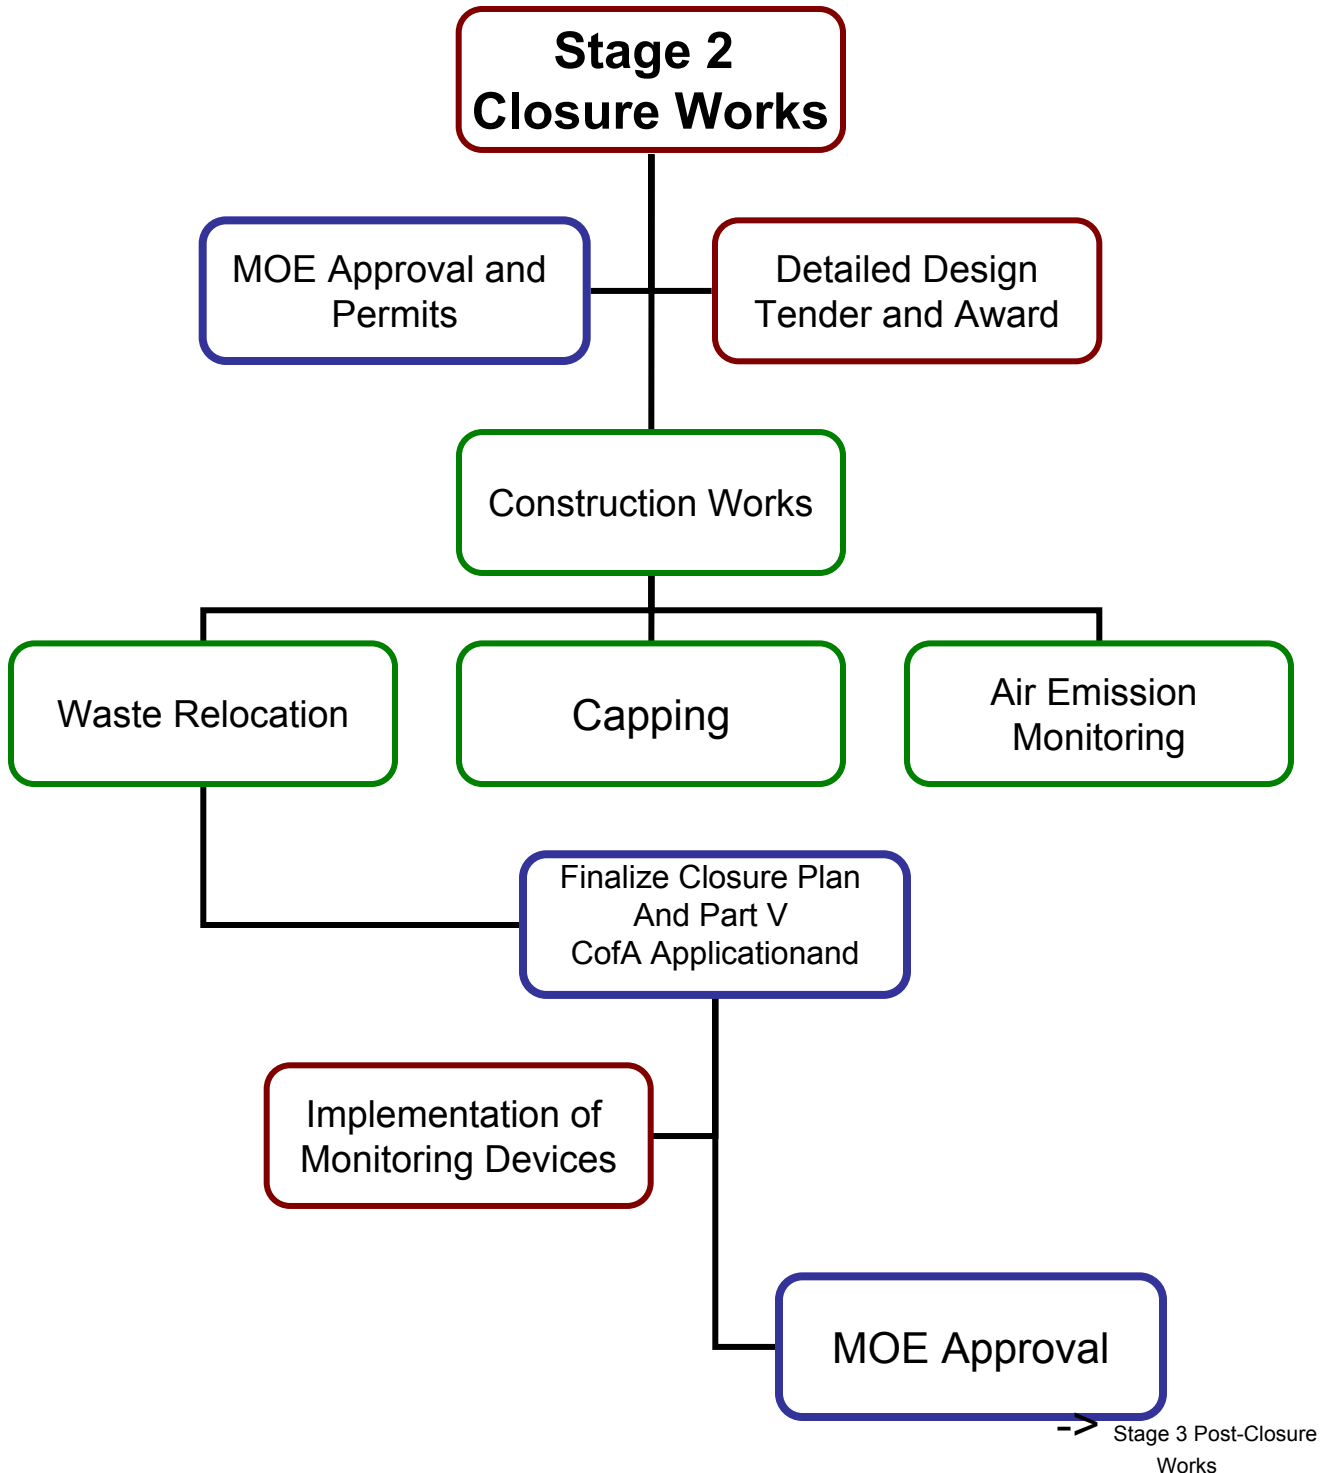 Stage 2
Closure Works
MOE Approval and
Permits
Detailed Design
Tender and Award
Construction Works
Waste Relocation
Capping
Air Emission
Monitoring
Finalize Closure Plan
And Part V
CofA Applicationand
Implementation of
Monitoring Devices
MOE Approval
-> Stage 3 Post-Closure
Works